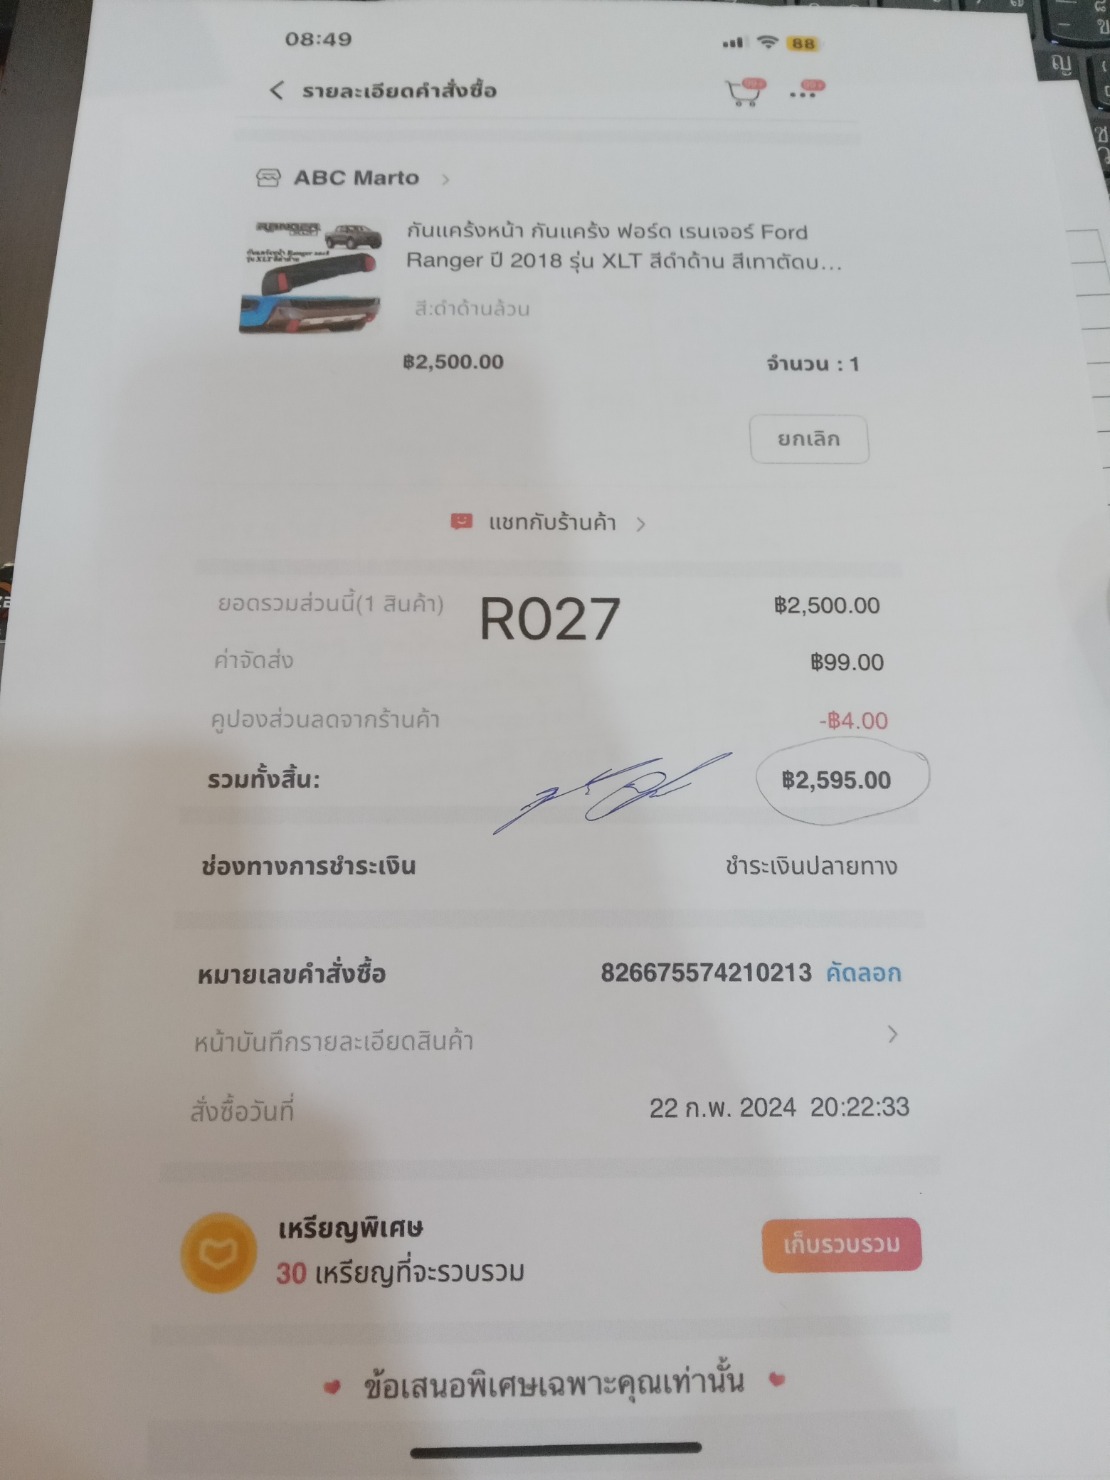 08:49
88
รายละเอียดคำสั่งซื้อ
99+
99+
ABC Marto
RANGER
กันแคร้งหน้า กันแคร้ง ฟอร์ด เรนเจอร์ Ford
Ranger ปี 2018 รุ่น XLT สีดำด้าน สีเทาตัดบ...
สี:ดำด้านล้วน
฿2,500.00 จำนวน : 1
ยกเลิก
แชทกับร้านค้า
ยอดรวมส่วนนี้(1 สินค้า) ฿2,500.00
R027
ค่าจัดส่ง ฿99.00
คูปองส่วนลดจากร้านค้า -฿4.00
รวมทั้งสิ้น: ฿2,595.00
ช่องทางการชำระเงิน ชำระเงินปลายทาง
หมายเลขคำสั่งซื้อ 826675574210213 คัดลอก
หน้าบันทึกรายละเอียดสินค้า
สั่งซื้อวันที่ 22 ก.พ. 2024 20:22:33
เหรียญพิเศษ
30 เหรียญที่จะรวบรวม
เก็บรวบรวม
ข้อเสนอพิเศษเฉพาะคุณเท่านั้น